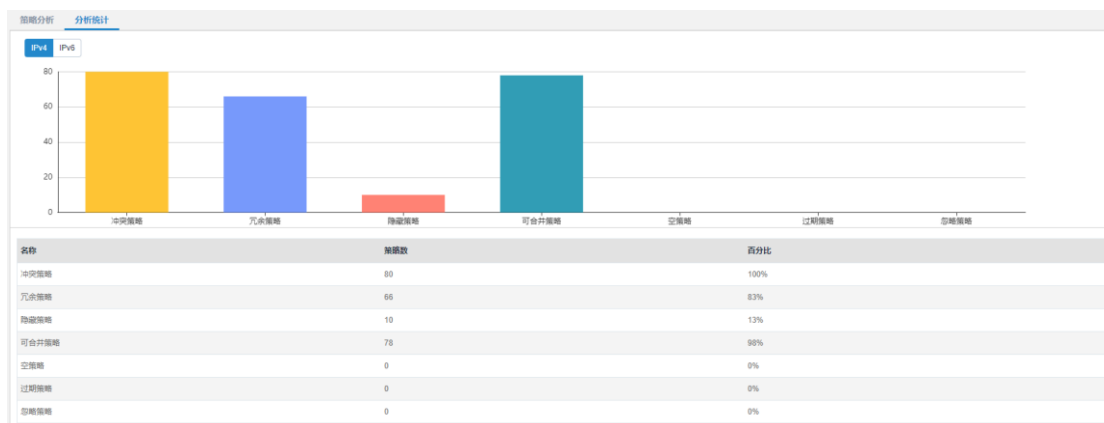 策略分析 分析统计
IPv4 IPv6
80
60
40
20
0
冲突策略 冗余策略 隐藏策略 可合并策略 空策略 过期策略 忽略策略
名称 策略数 百分比
冲突策略 80 100%
冗余策略 66 83%
隐藏策略 10 13%
可合并策略 78 98%
空策略 0 0%
过期策略 0 0%
忽略策略 0 0%